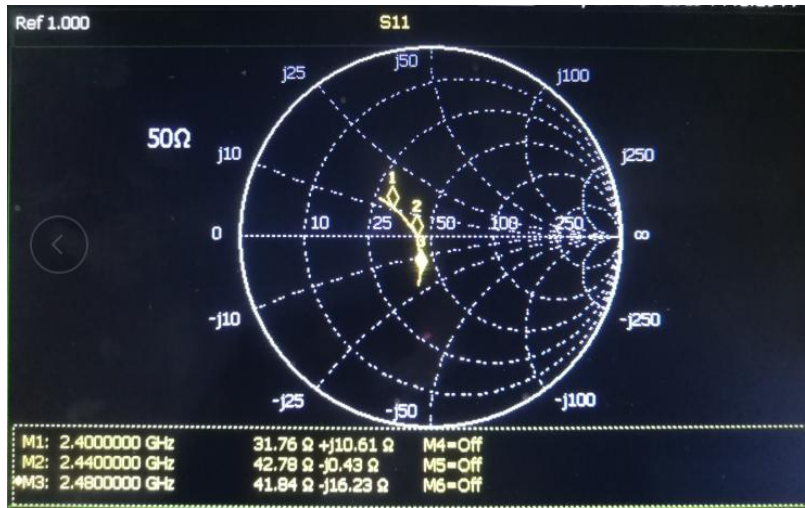 Ref 1.000
S11
50Ω
j50
j25
j100
j10
j250
1
2
3
0
10
25
50
100
250
∞
-j10
-j250
-j25
-j50
-j100
M1: 2.4000000 GHz 31.76 Ω +j10.61 Ω M4=Off
M2: 2.4400000 GHz 42.78 Ω -j0.43 Ω M5=Off
M3: 2.4800000 GHz 41.84 Ω -j16.23 Ω M6=Off